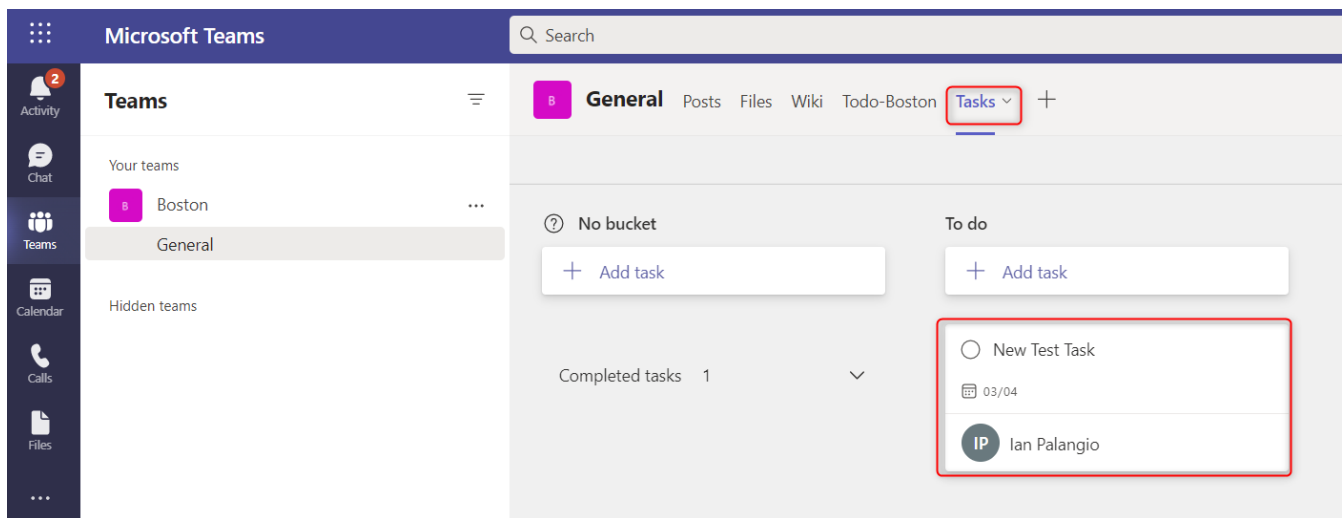 Microsoft Teams
Search
2
Activity
Chat
Teams
Calendar
Calls
Files
Teams
Your teams
B Boston
General
Hidden teams
B General Posts Files Wiki Todo-Boston Tasks
No bucket
Add task
Completed tasks 1
To do
Add task
New Test Task
03/04
IP Ian Palangio